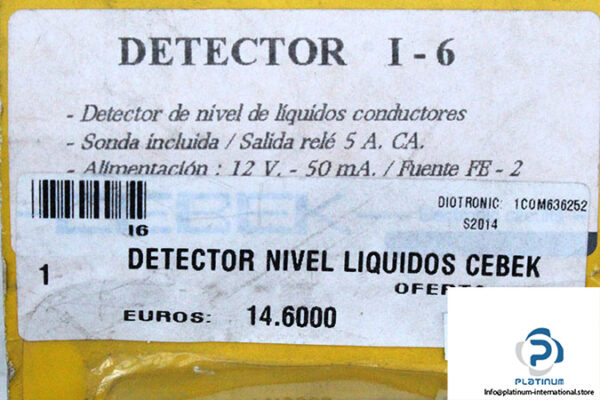 DETECTOR I - 6
- Detector de nivel de líquidos conductores
- Sonda incluida / Salida relé 5 A. CA.
- Alimentación : 12 V. - 50 mA. / Fuente FE - 2
CEBEK
DIOTRONIC: 1COM636252
I6
S2014
DETECTOR NIVEL LIQUIDOS CEBEK
1
EUROS: 14.6000
PLATINUM
Info@platinum-international.store